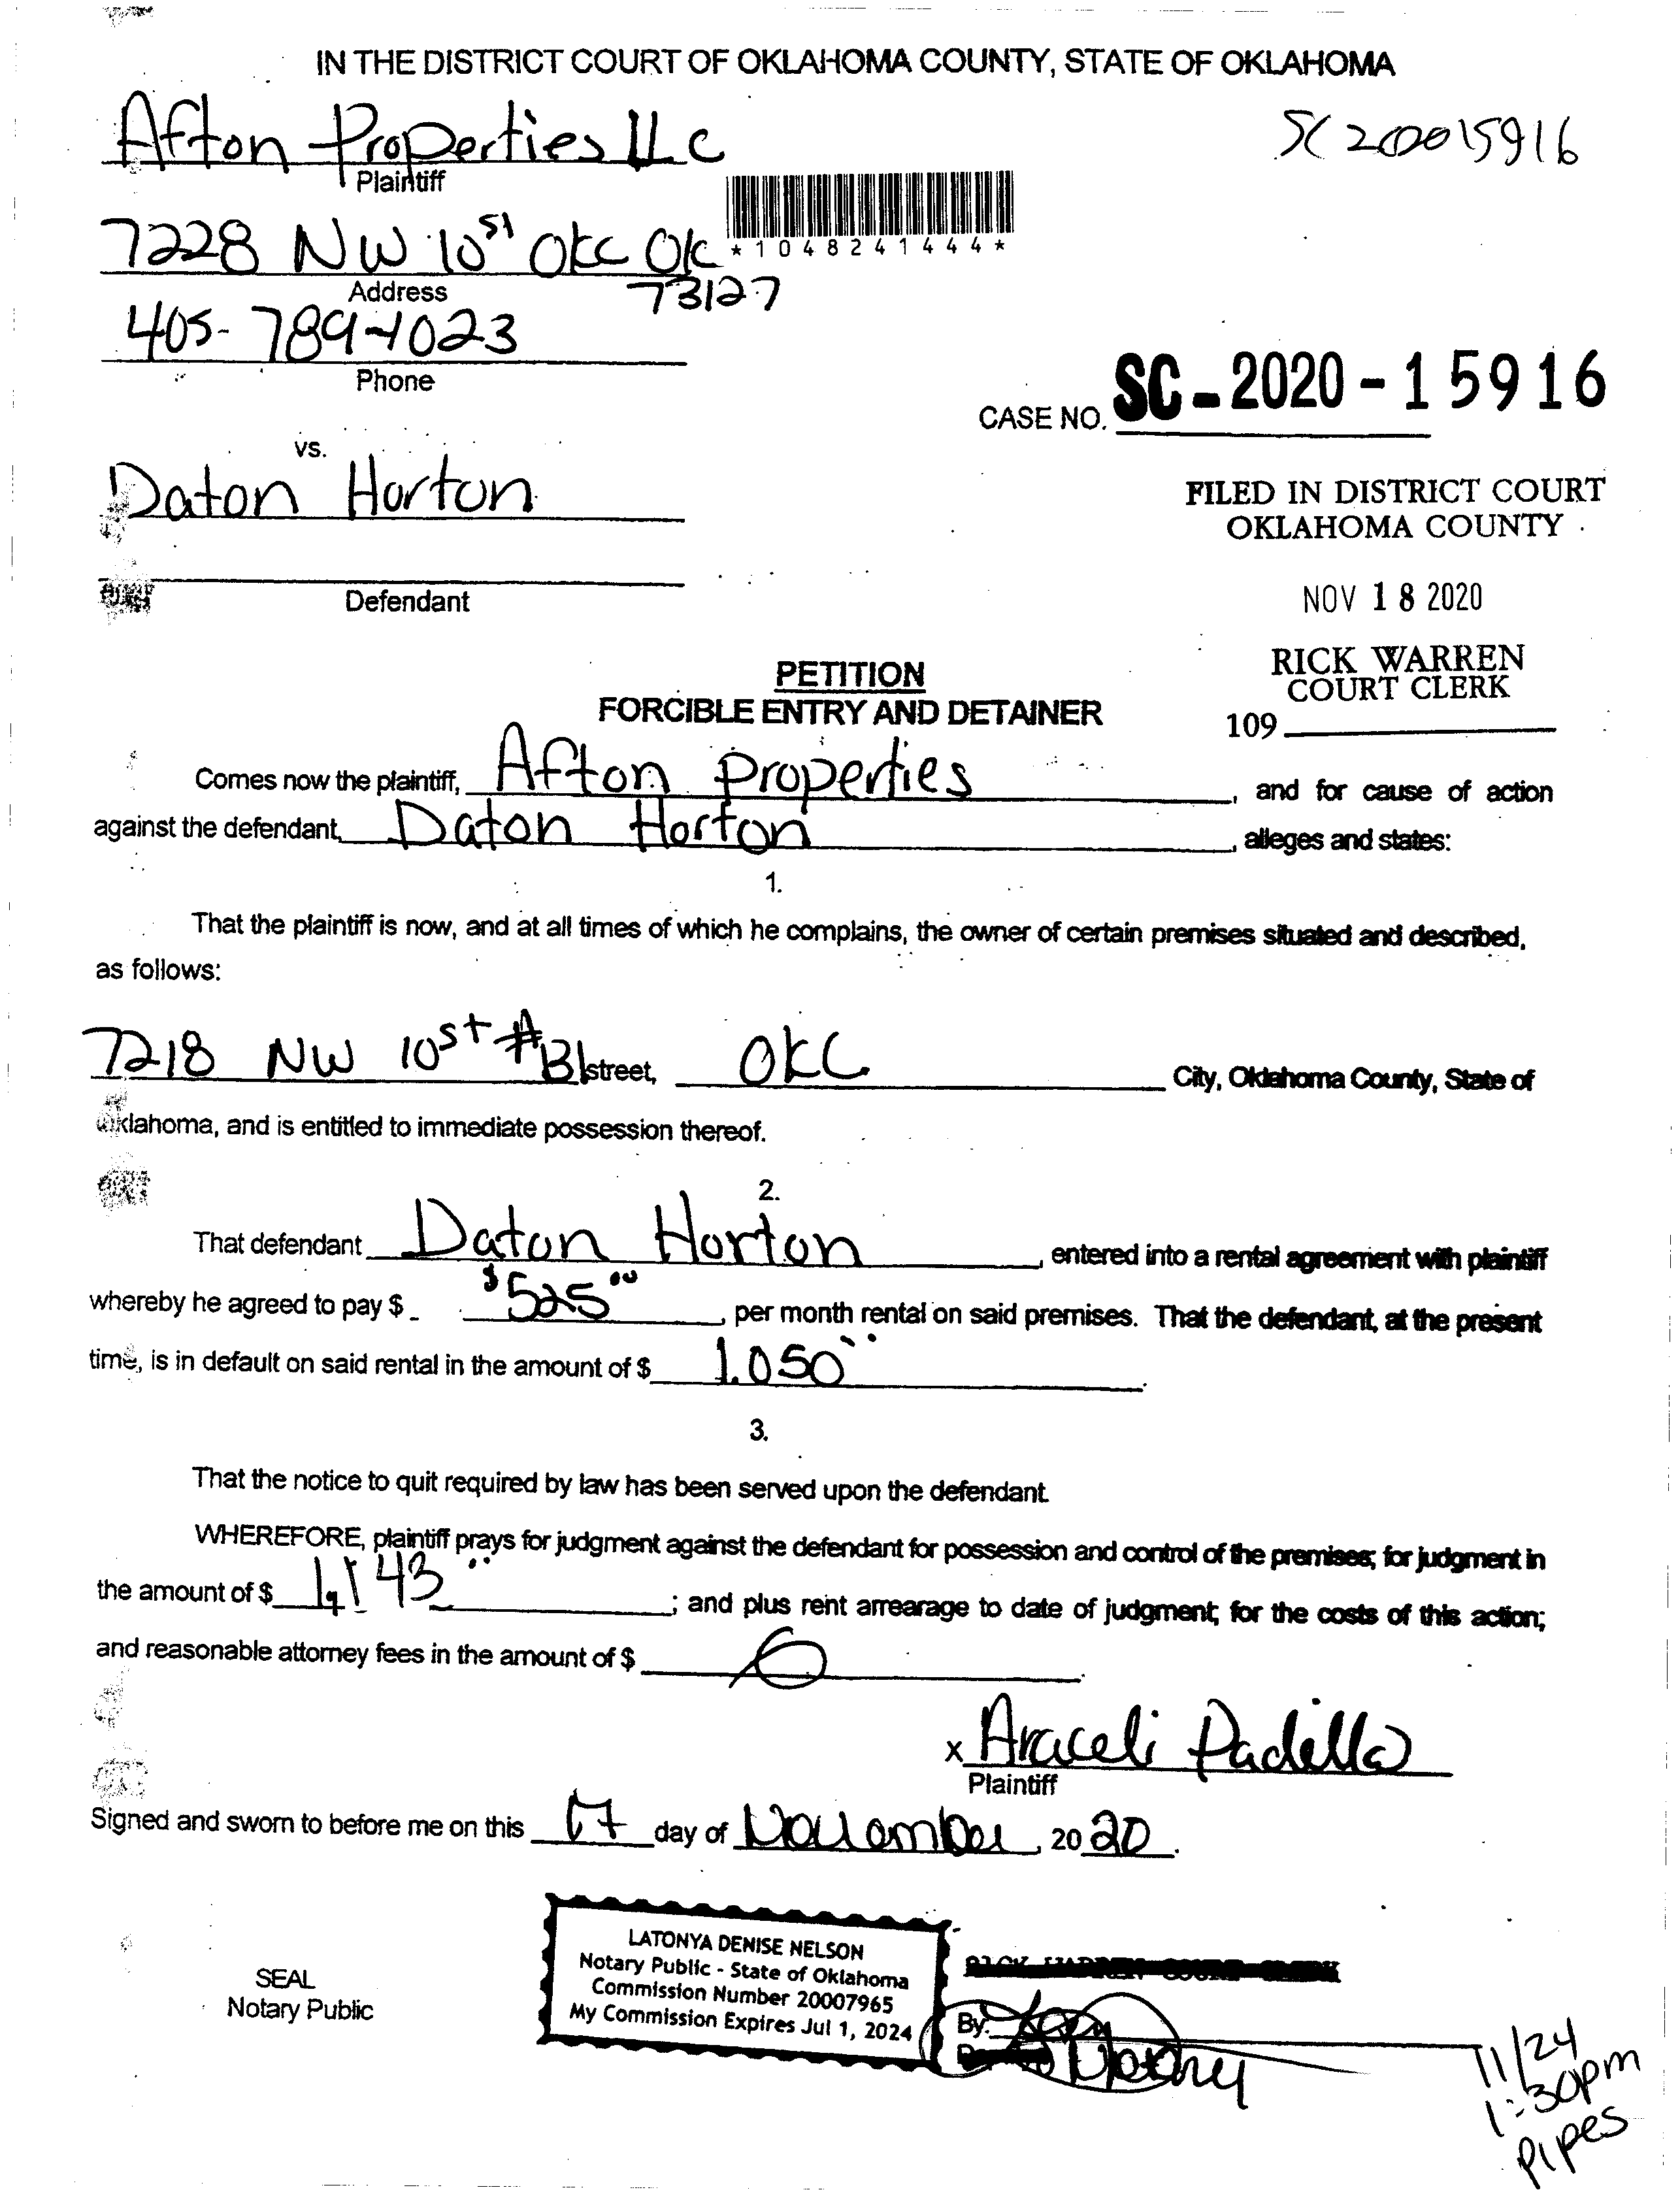 IN THE DISTRICT COURT OF OKLAHOMA COUNTY, STATE OF OKLAHOMA
Afton Properties LLc
SC20015916
Plaintiff
7228 NW 10st OKC OK
*1048241444*
73127
Address
405-789-1023
Phone
CASE NO. SC-2020-15916
vs.
Daton Horton
FILED IN DISTRICT COURT
OKLAHOMA COUNTY
Defendant
NOV 18 2020
RICK WARREN
COURT CLERK
109
PETITION
FORCIBLE ENTRY AND DETAINER
Comes now the plaintiff, Afton properties, and for cause of action
against the defendant, Daton Horton, alleges and states:
1.
That the plaintiff is now, and at all times of which he complains, the owner of certain premises situated and described,
as follows:
7218 NW 10st #B1 street, OKC City, Oklahoma County, State of
Oklahoma, and is entitled to immediate possession thereof.
2.
That defendant Daton Horton, entered into a rental agreement with plaintiff
whereby he agreed to pay $ $525.00, per month rental on said premises. That the defendant, at the present
time, is in default on said rental in the amount of $ 1.050..
3.
That the notice to quit required by law has been served upon the defendant.
WHEREFORE, plaintiff prays for judgment against the defendant for possession and control of the premises; for judgment in
the amount of $ 1,143..; and plus rent arrearage to date of judgment; for the costs of this action;
and reasonable attorney fees in the amount of $ 0.
x Araceli Padilla
Plaintiff
Signed and sworn to before me on this 17 day of November, 2020.
LATONYA DENISE NELSON
Notary Public - State of Oklahoma
Commission Number 20007965
My Commission Expires Jul 1, 2024
SEAL
Notary Public
RICK WARREN COURT CLERK
By:
Notary
11/24
1:30pm
Pipes